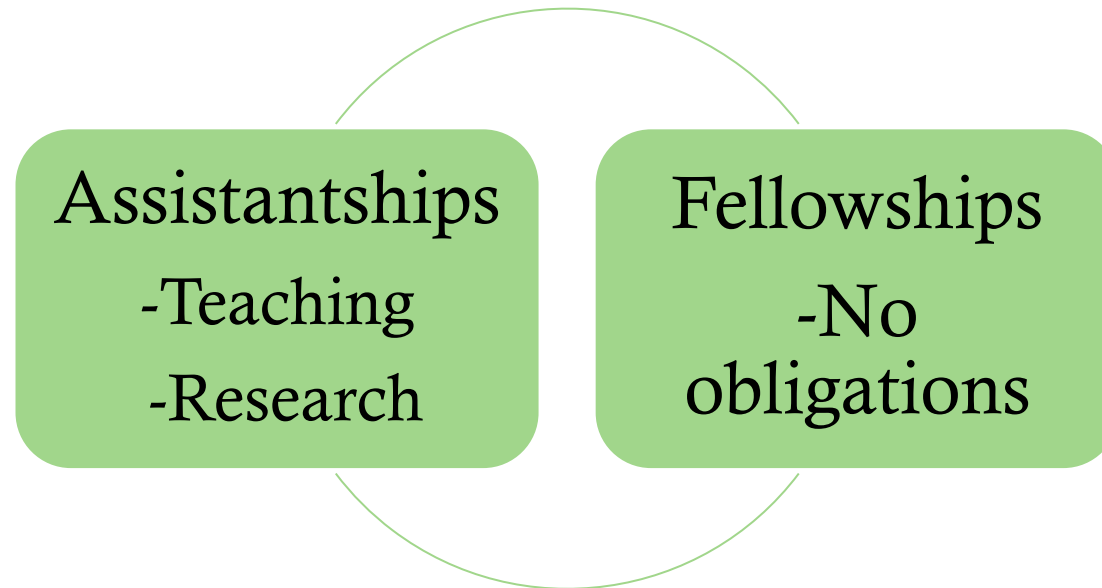 Assistantships
-Teaching
-Research
Fellowships
-No
obligations